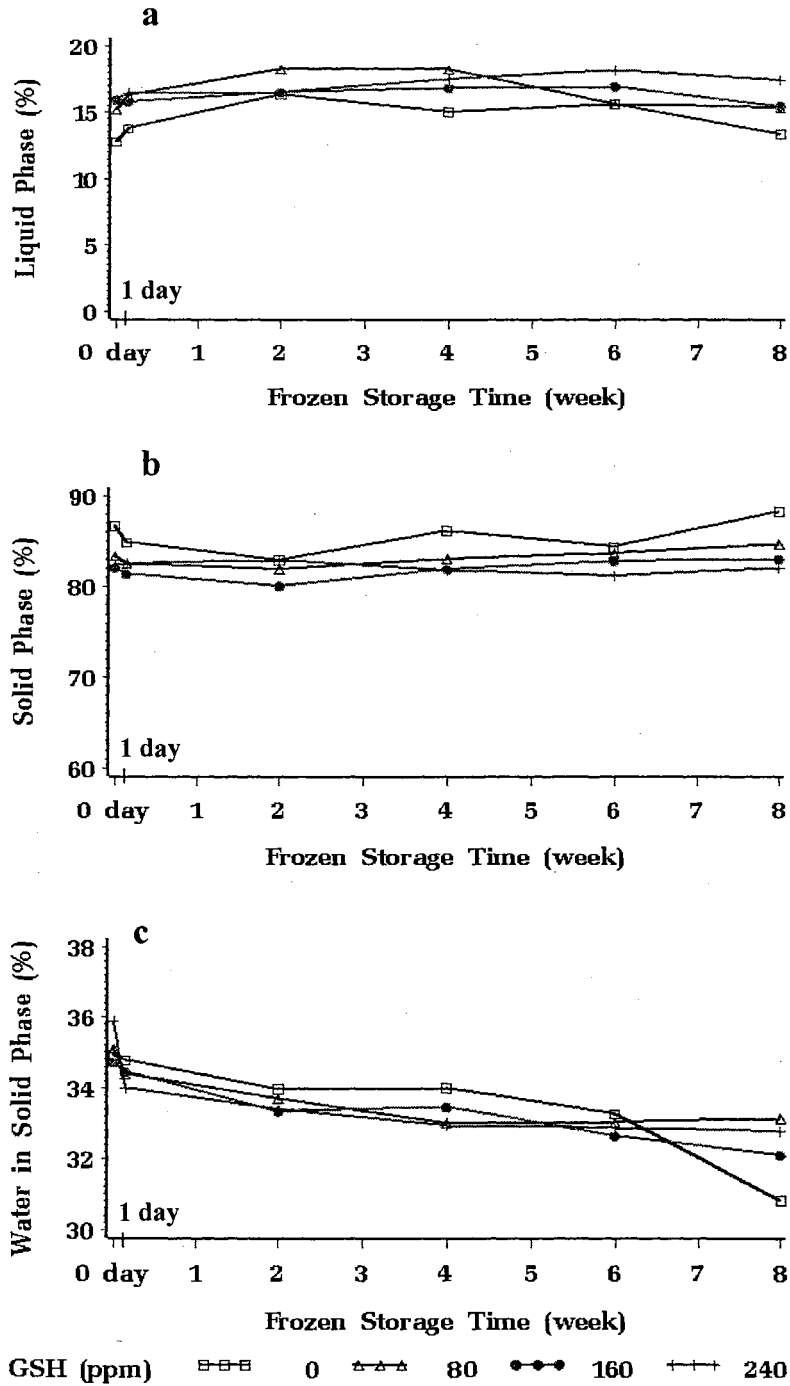 a
20
15
10
5
0
Liquid Phase (%)
1 day
0 day 1 2 3 4 5 6 7 8
Frozen Storage Time (week)
b
90
80
70
60
Solid Phase (%)
1 day
0 day 1 2 3 4 5 6 7 8
Frozen Storage Time (week)
c
38
36
34
32
30
Water in Solid Phase (%)
1 day
0 day 1 2 3 4 5 6 7 8
Frozen Storage Time (week)
GSH (ppm) 0 80 160 240